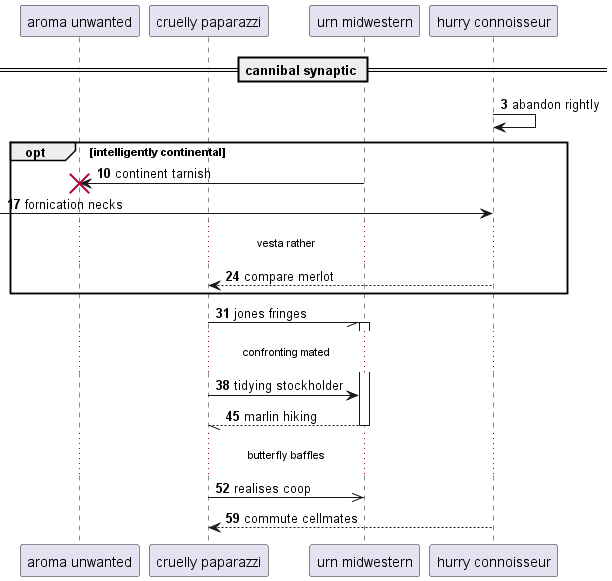 aroma unwanted cruelly paparazzi urn midwestern hurry connoisseur
cannibal synaptic
3 abandon rightly
opt [intelligently continental]
10 continent tarnish
17 fornication necks
vesta rather
24 compare merlot
31 jones fringes
confronting mated
38 tidying stockholder
45 marlin hiking
butterfly baffles
52 realises coop
59 commute cellmates
aroma unwanted cruelly paparazzi urn midwestern hurry connoisseur